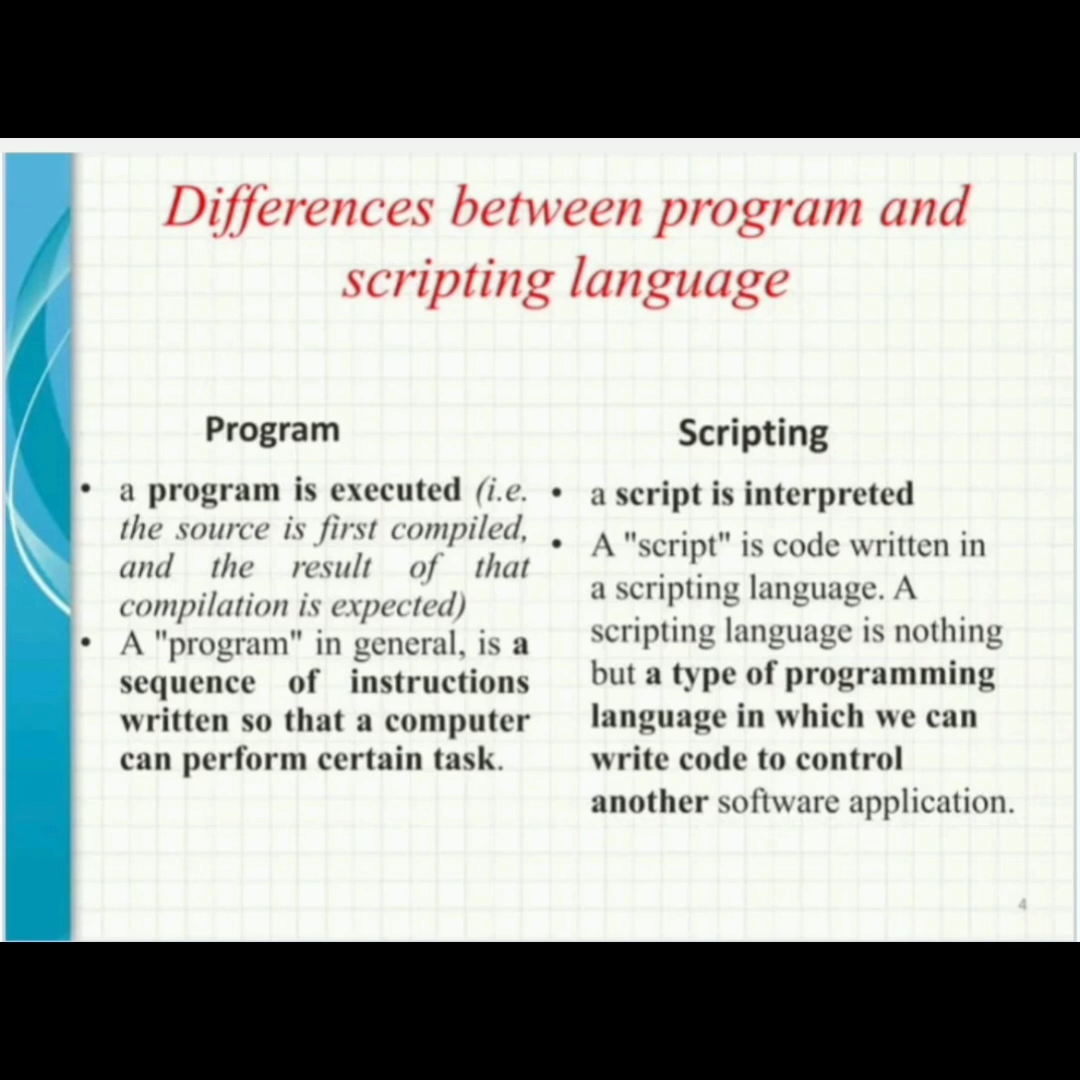 Differences between program and
scripting language
Program
• a program is executed (i.e.
the source is first compiled,
and the result of that
compilation is expected)
• A "program" in general, is a
sequence of instructions
written so that a computer
can perform certain task.
Scripting
• a script is interpreted
• A "script" is code written in
a scripting language. A
scripting language is nothing
but a type of programming
language in which we can
write code to control
another software application.
4